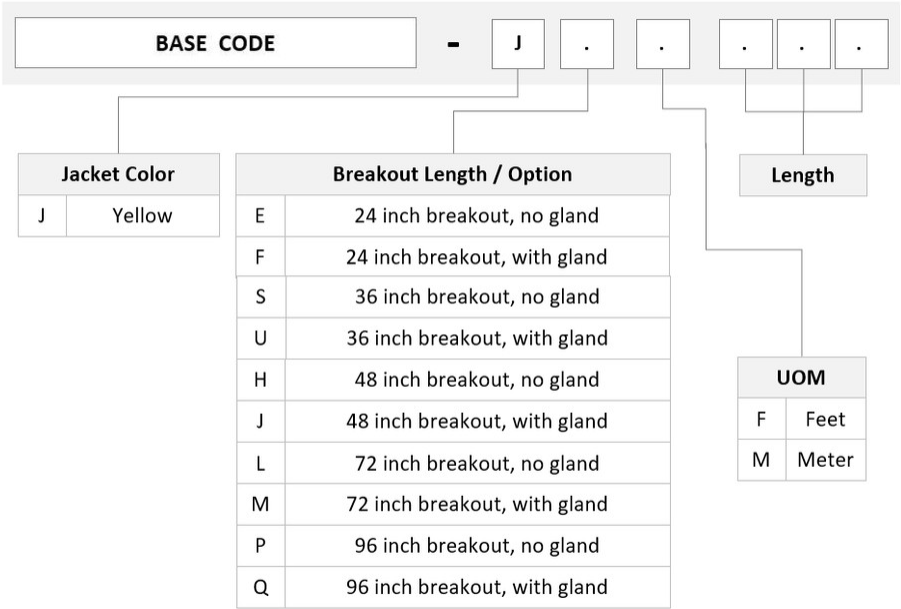 BASE CODE - J . . . . .
Jacket Color
J Yellow
Breakout Length / Option
E 24 inch breakout, no gland
F 24 inch breakout, with gland
S 36 inch breakout, no gland
U 36 inch breakout, with gland
H 48 inch breakout, no gland
J 48 inch breakout, with gland
L 72 inch breakout, no gland
M 72 inch breakout, with gland
P 96 inch breakout, no gland
Q 96 inch breakout, with gland
Length
UOM
F Feet
M Meter